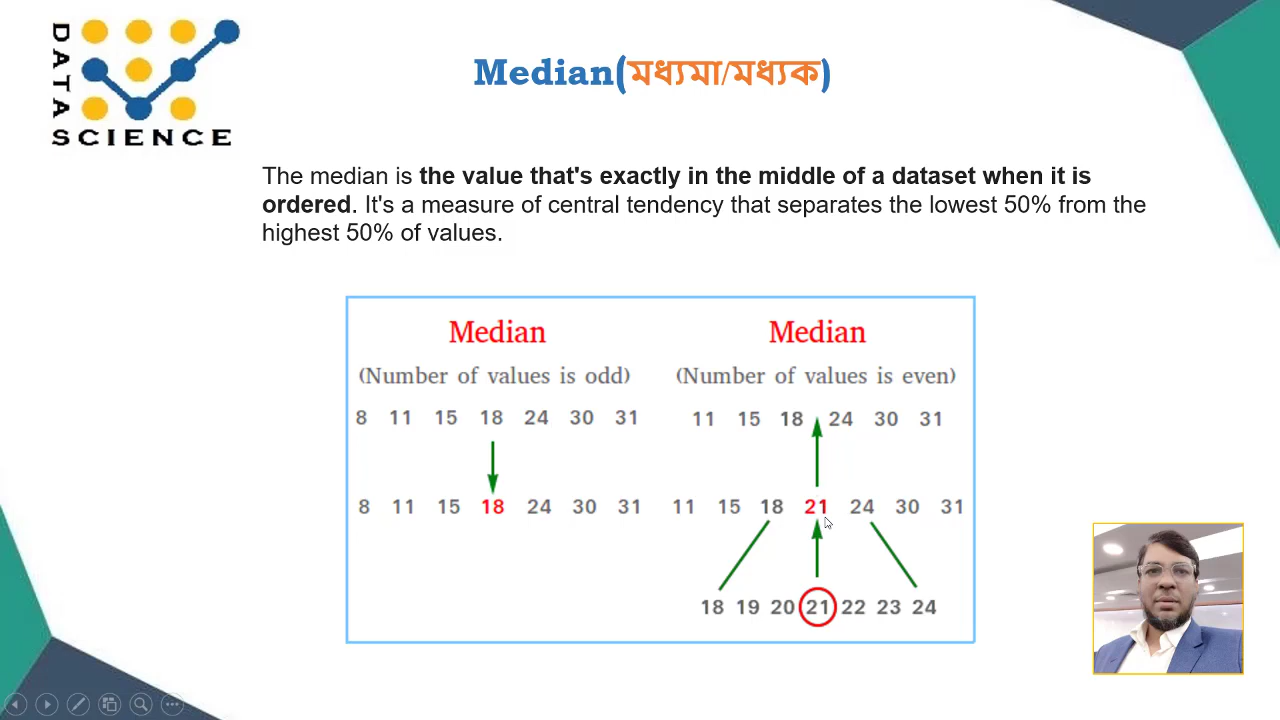 DATA
SCIENCE
Median(মধ্যমা/মধ্যক)
The median is the value that's exactly in the middle of a dataset when it is
ordered. It's a measure of central tendency that separates the lowest 50% from the
highest 50% of values.
Median
(Number of values is odd)
8 11 15 18 24 30 31
8 11 15 18 24 30 31
Median
(Number of values is even)
11 15 18 24 30 31
11 15 18 21 24 30 31
18 19 20 21 22 23 24